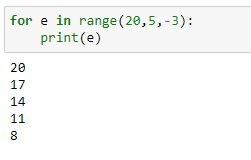 for e in range(20,5,-3):
    print(e)
20
17
14
11
8